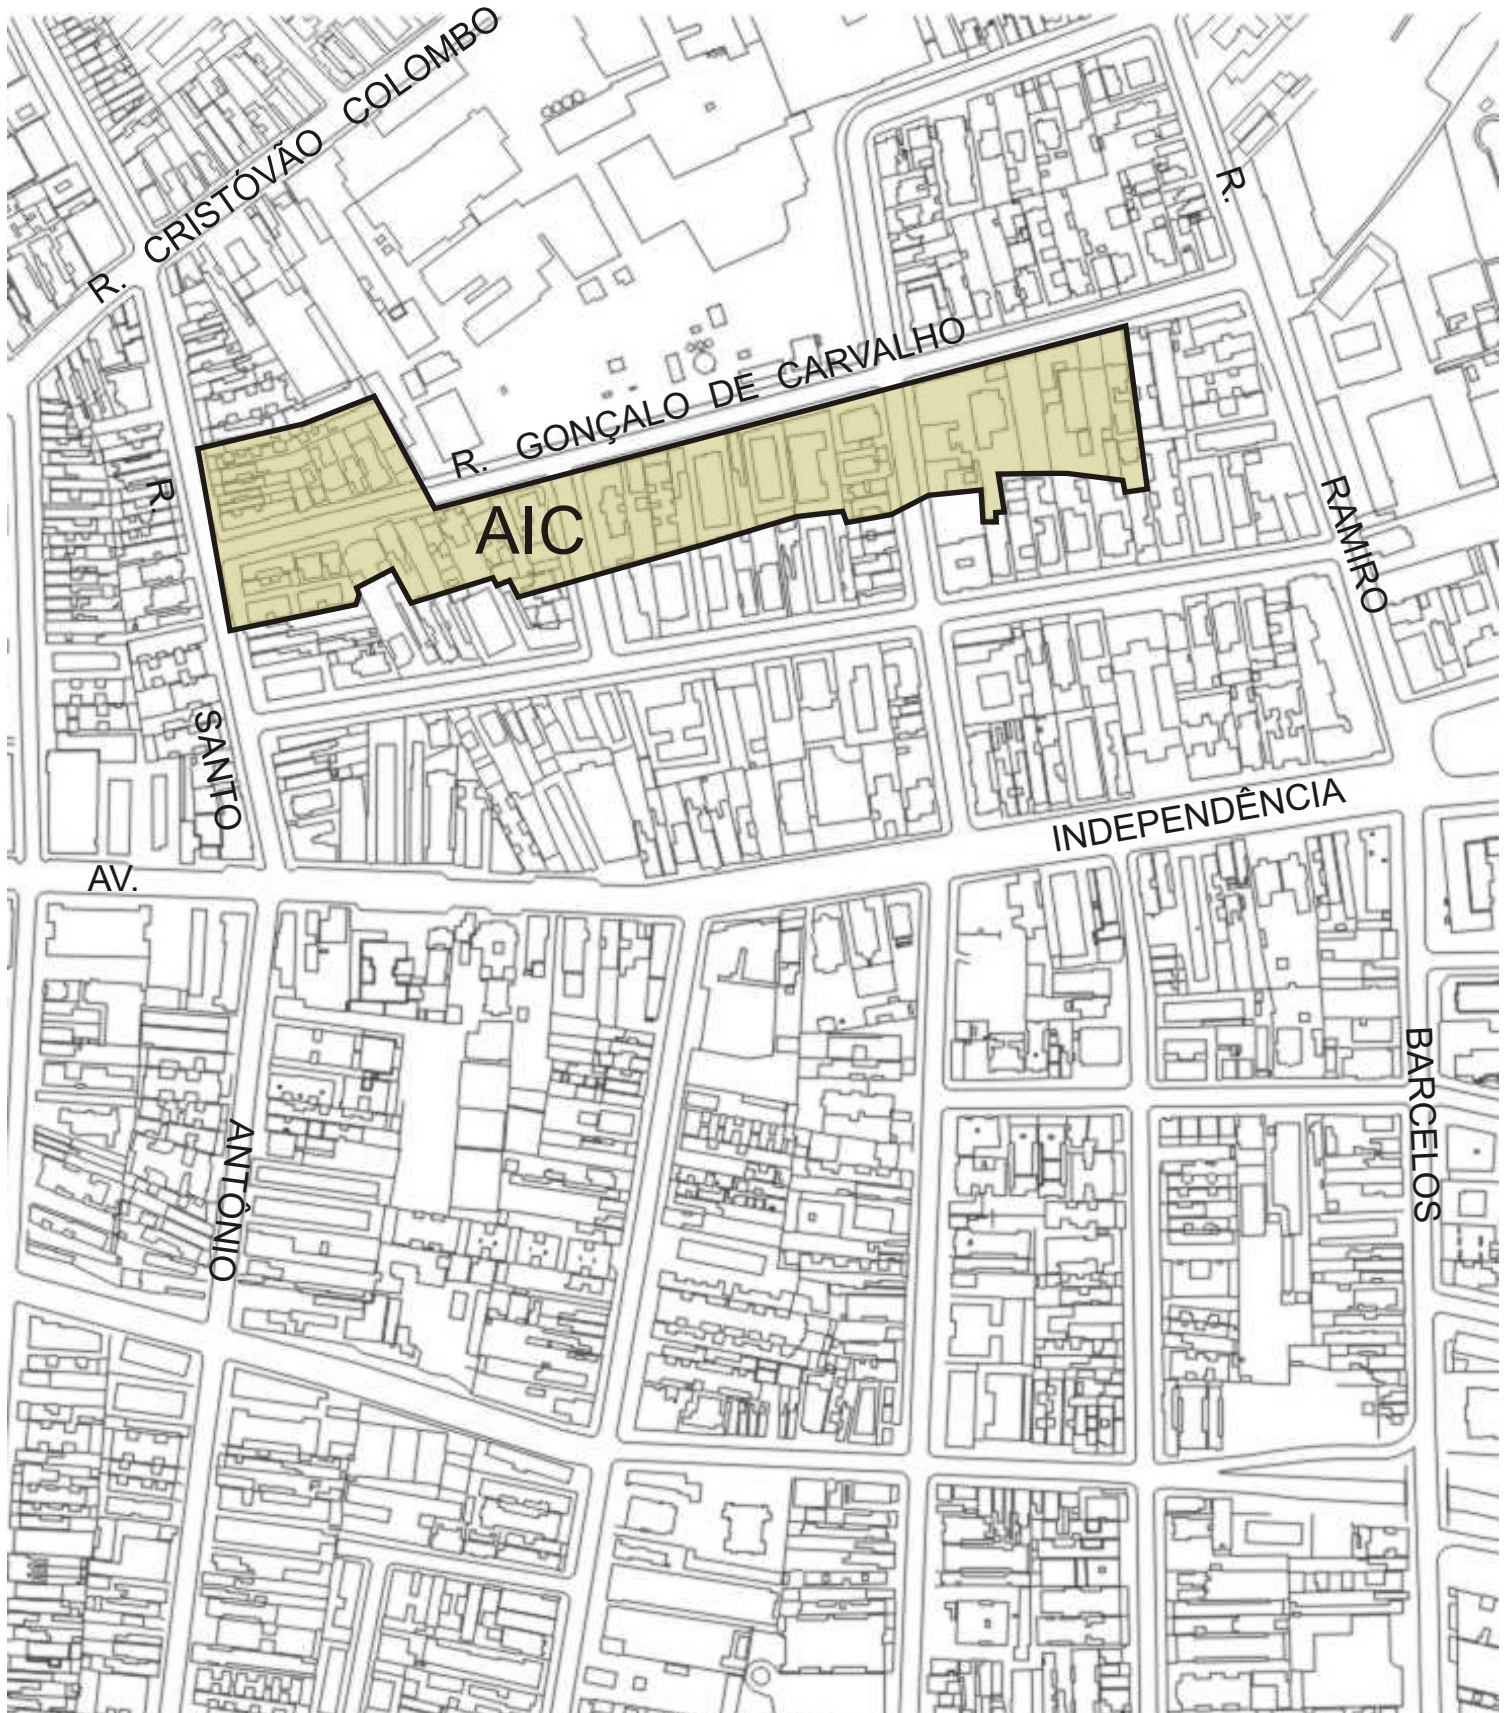 R. CRISTÓVÃO COLOMBO
R. GONÇALO DE CARVALHO
AIC
R. SANTO ANTÔNIO
R. RAMIRO BARCELOS
AV. INDEPENDÊNCIA